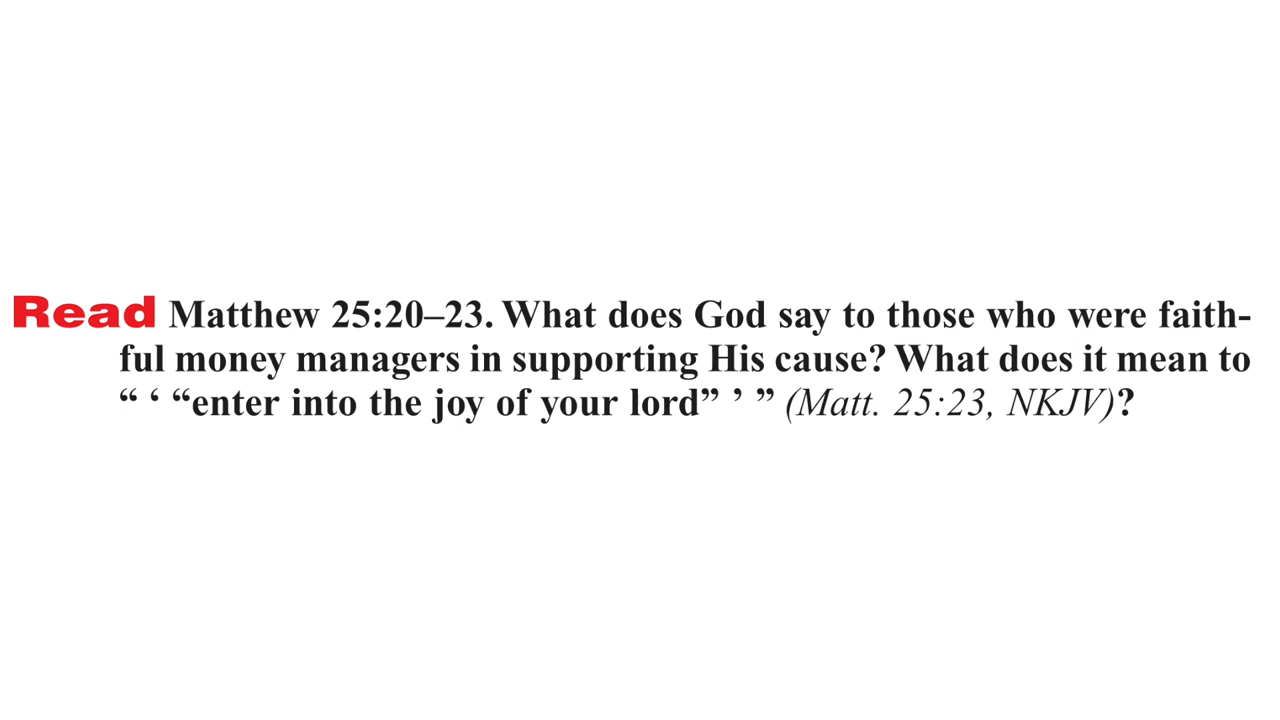 Read Matthew 25:20–23. What does God say to those who were faith-
ful money managers in supporting His cause? What does it mean to
“ ‘ “enter into the joy of your lord” ’ ” (Matt. 25:23, NKJV)?